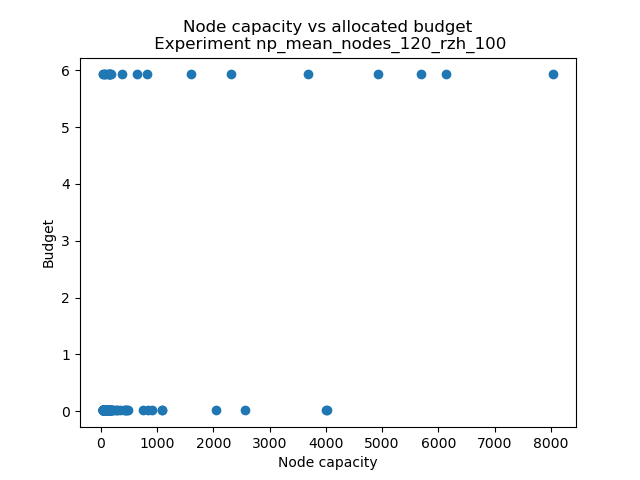 Node capacity vs allocated budget
Experiment np_mean_nodes_120_rzh_100
6
5
4
3
2
1
0
Budget
0 1000 2000 3000 4000 5000 6000 7000 8000
Node capacity